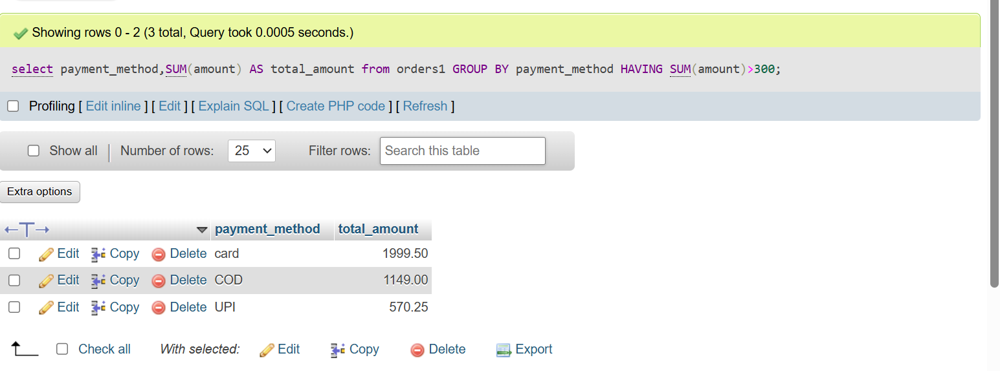 Showing rows 0 - 2 (3 total, Query took 0.0005 seconds.)
select payment_method,SUM(amount) AS total_amount from orders1 GROUP BY payment_method HAVING SUM(amount)>300;
Profiling [ Edit inline ] [ Edit ] [ Explain SQL ] [ Create PHP code ] [ Refresh ]
Show all | Number of rows: 25 Filter rows: Search this table
Extra options
←T→ payment_method total_amount
Edit Copy Delete card 1999.50
Edit Copy Delete COD 1149.00
Edit Copy Delete UPI 570.25
Check all With selected: Edit Copy Delete Export